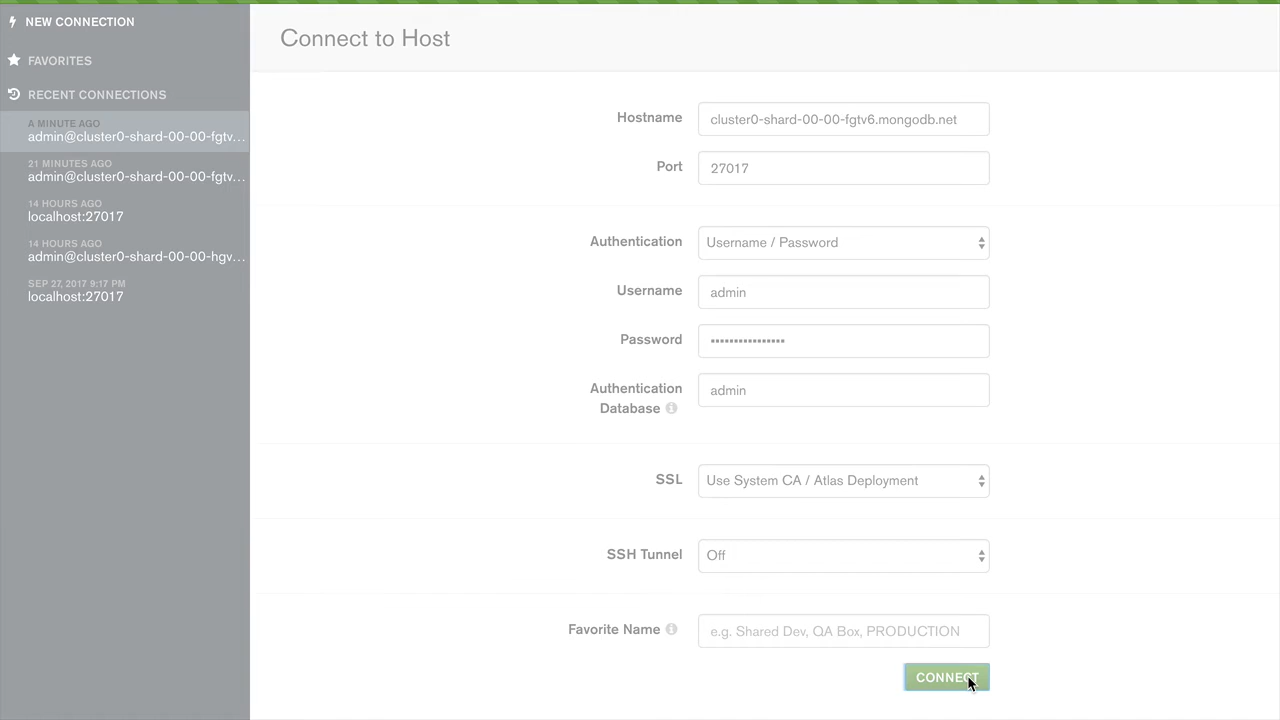 NEW CONNECTION
FAVORITES
RECENT CONNECTIONS
A MINUTE AGO
admin@cluster0-shard-00-00-fgtv...
21 MINUTES AGO
admin@cluster0-shard-00-00-fgtv...
14 HOURS AGO
localhost:27017
14 HOURS AGO
admin@cluster0-shard-00-00-hgv...
SEP 27, 2017 9:17 PM
localhost:27017
Connect to Host
Hostname
cluster0-shard-00-00-fgtv6.mongodb.net
Port
27017
Authentication
Username / Password
Username
admin
Password
••••••••••••••••
Authentication
Database
admin
SSL
Use System CA / Atlas Deployment
SSH Tunnel
Off
Favorite Name
e.g. Shared Dev, QA Box, PRODUCTION
CONNECT